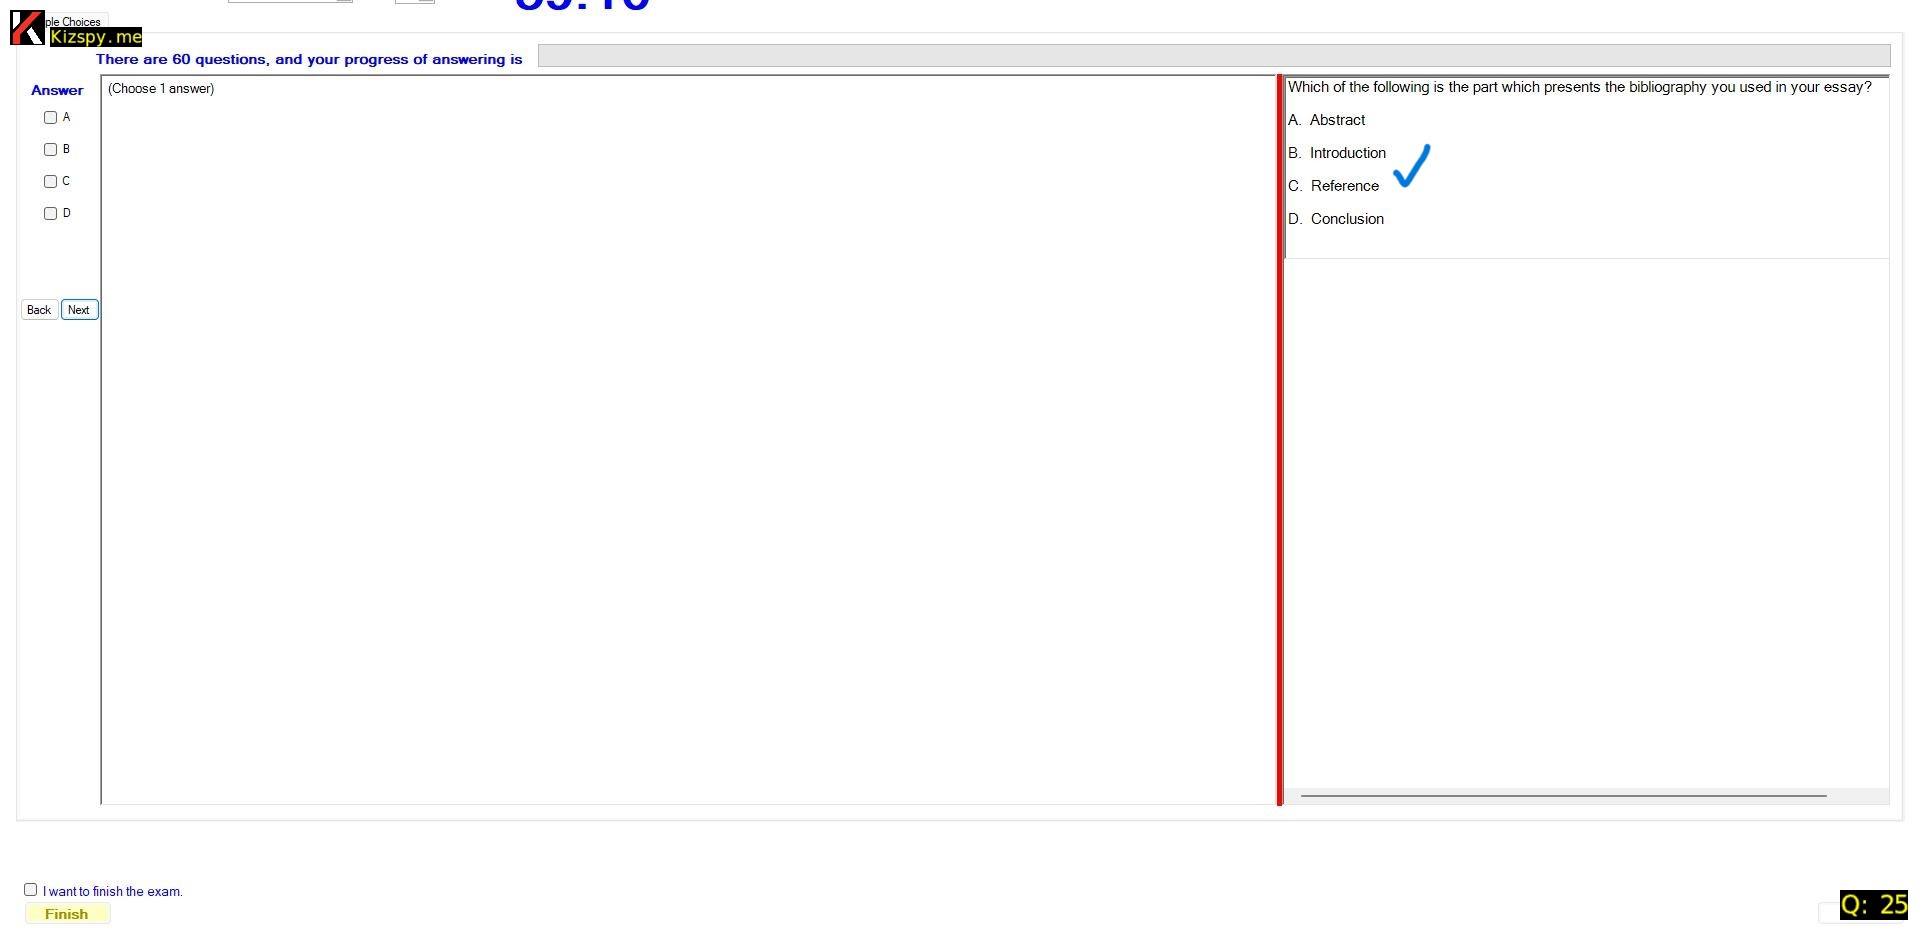 ple Choices
Kizspy.me
There are 60 questions, and your progress of answering is
Answer
A
B
C
D
Back
Next
(Choose 1 answer)
Which of the following is the part which presents the bibliography you used in your essay?
A. Abstract
B. Introduction
C. Reference
D. Conclusion
I want to finish the exam.
Finish
Q: 25